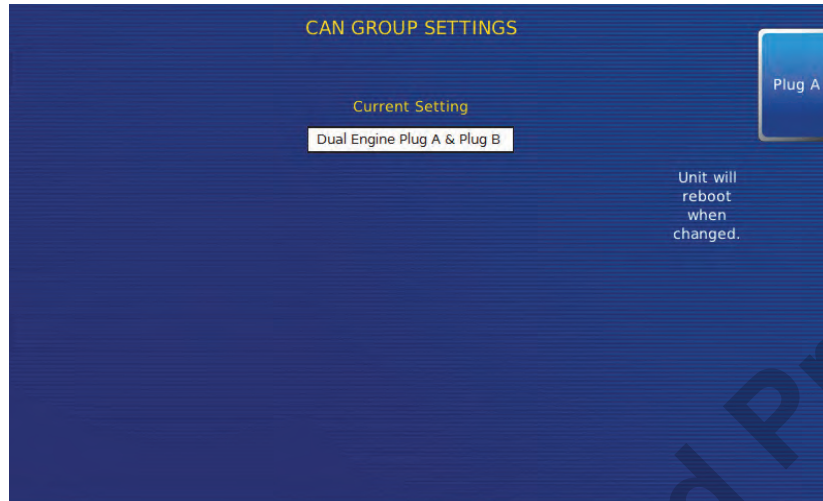 CAN GROUP SETTINGS
Plug A
Current Setting
Dual Engine Plug A & Plug B
Unit will
reboot
when
changed.